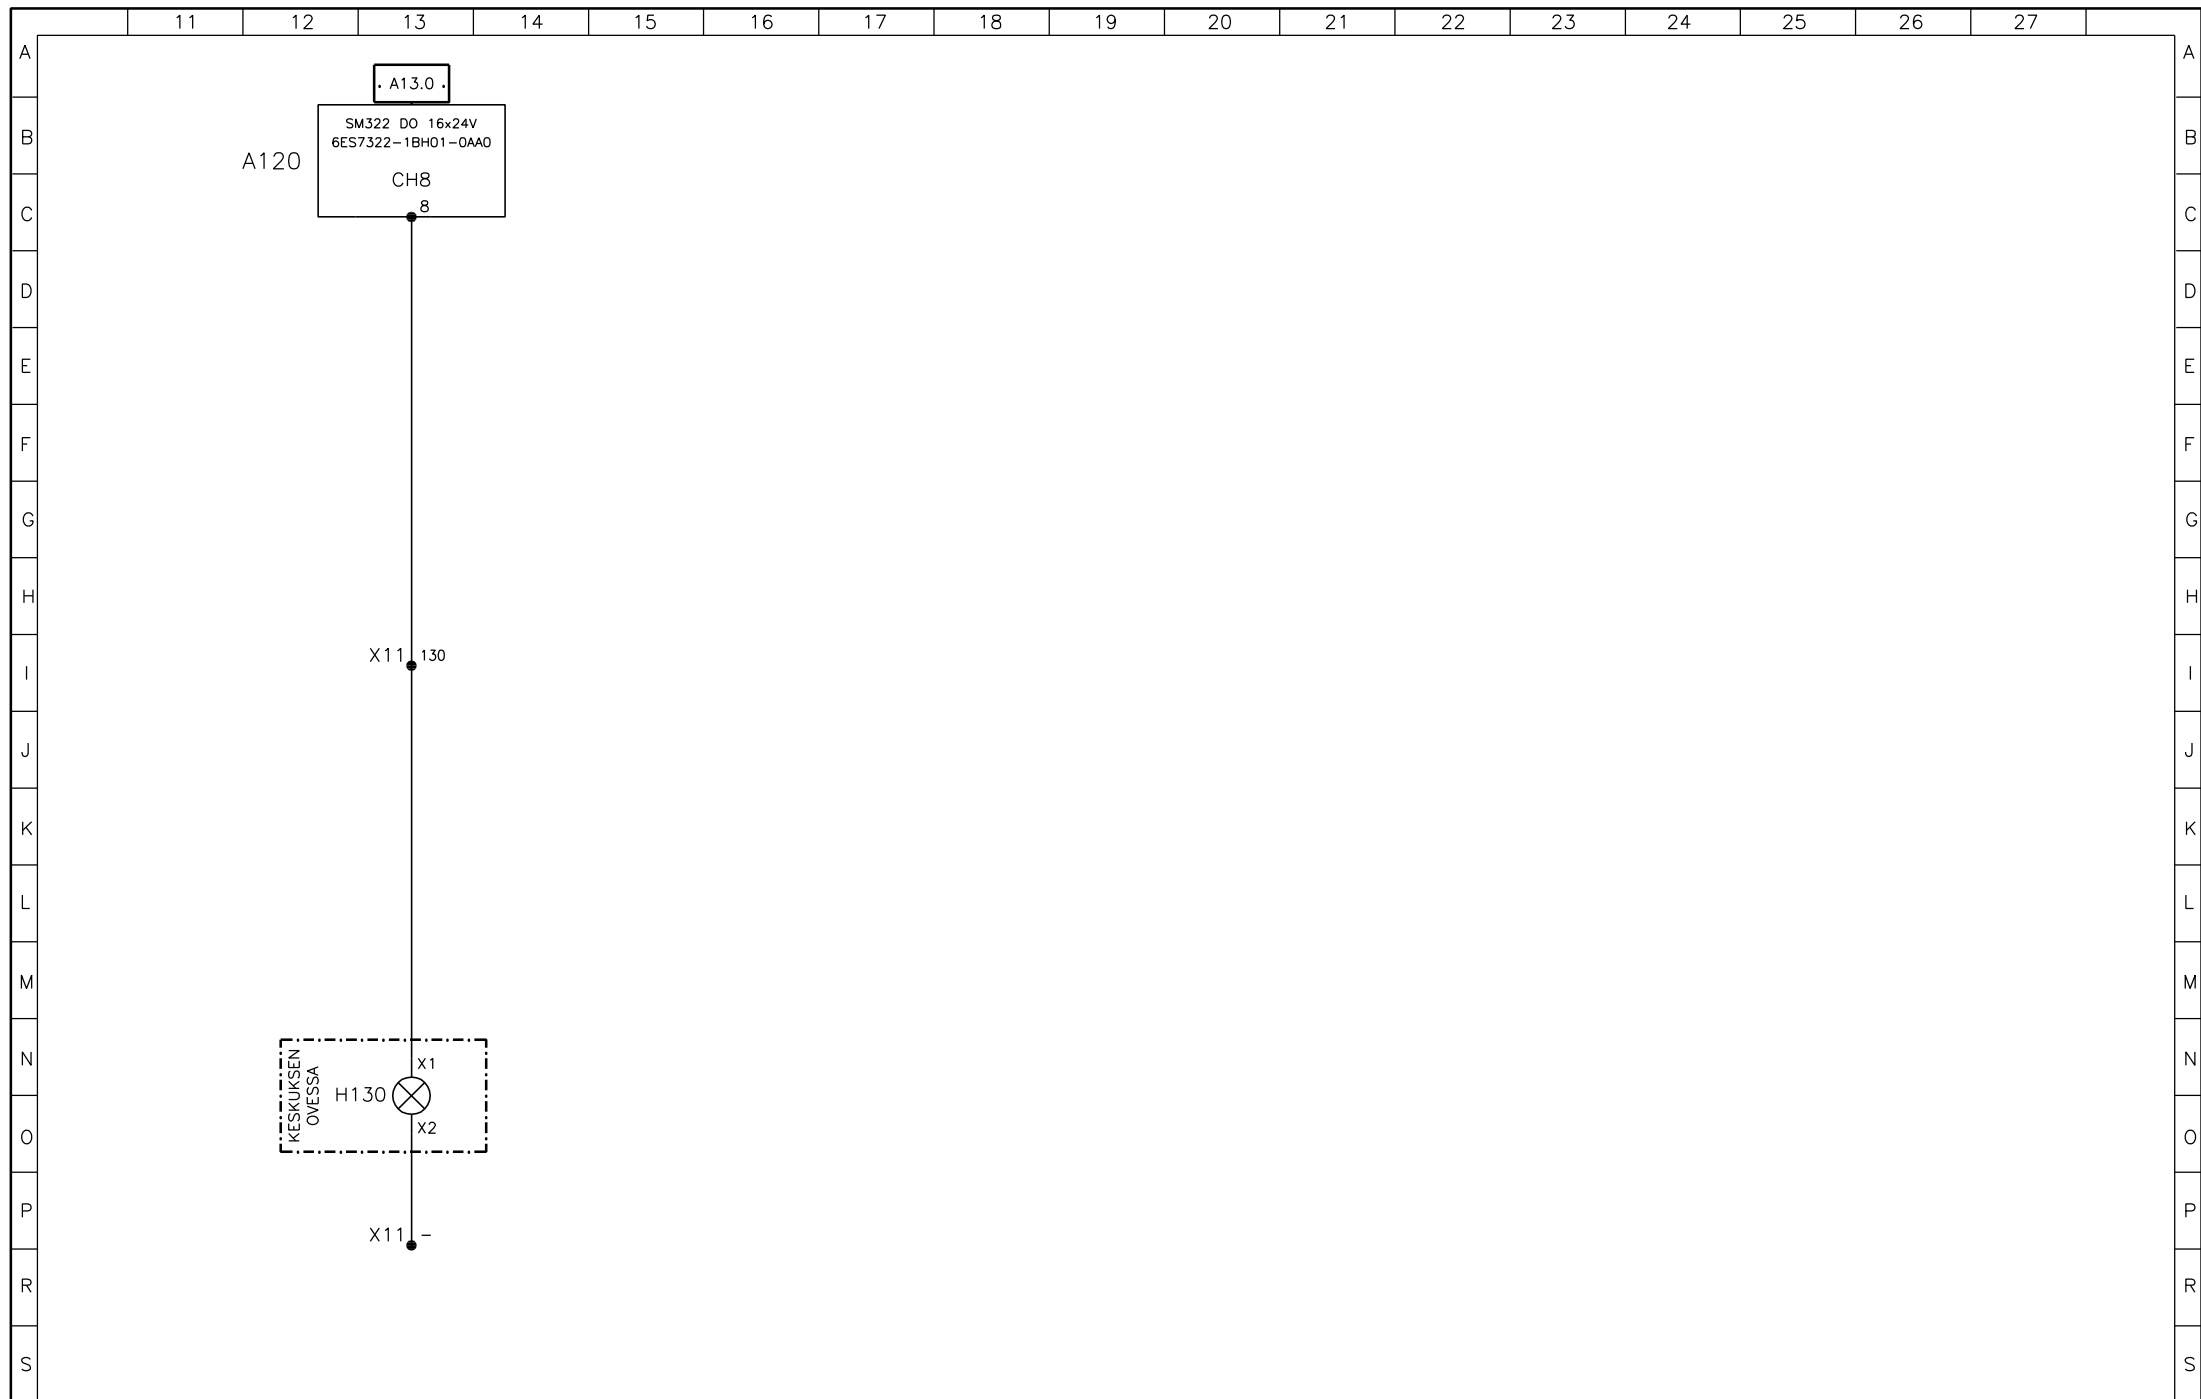 11 12 13 14 15 16 17 18 19 20 21 22 23 24 25 26 27
A A
A13.0
SM322 DO 16x24V
B B
6ES7322-1BH01-0AA0
A120
CH8
8
C C
D D
E E
F F
G G
H H
X11 130
I I
J J
K K
L L
M M
N N
KESKUKSEN
OVESSA
X1
H130
X2
O O
P P
X11 -
R R
S S